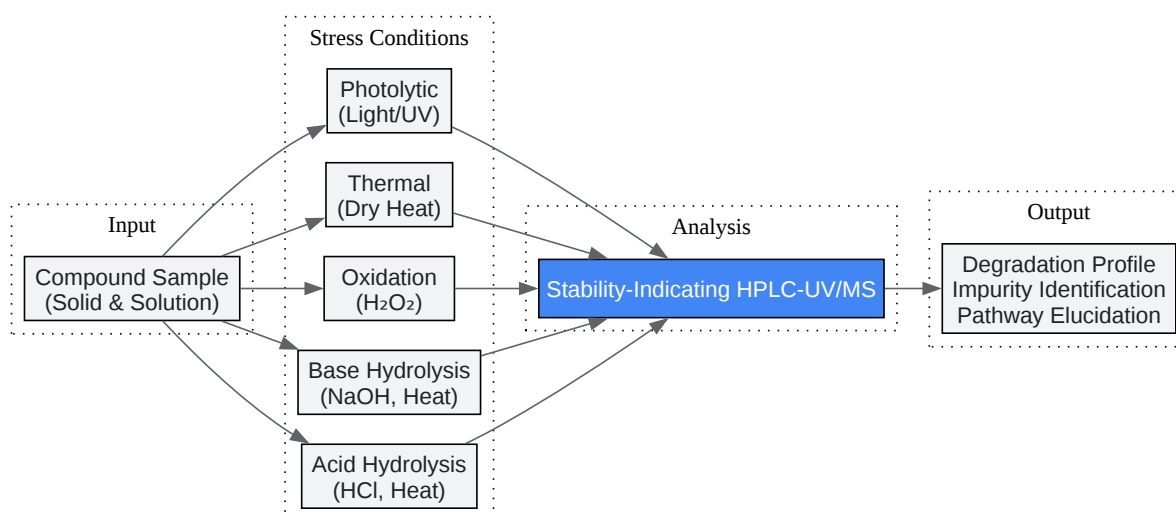 Input
Compound Sample
(Solid & Solution)
Stress Conditions
Photolytic
(Light/UV)
Thermal
(Dry Heat)
Oxidation
(H₂O₂)
Base Hydrolysis
(NaOH, Heat)
Acid Hydrolysis
(HCl, Heat)
Analysis
Stability-Indicating HPLC-UV/MS
Output
Degradation Profile
Impurity Identification
Pathway Elucidation